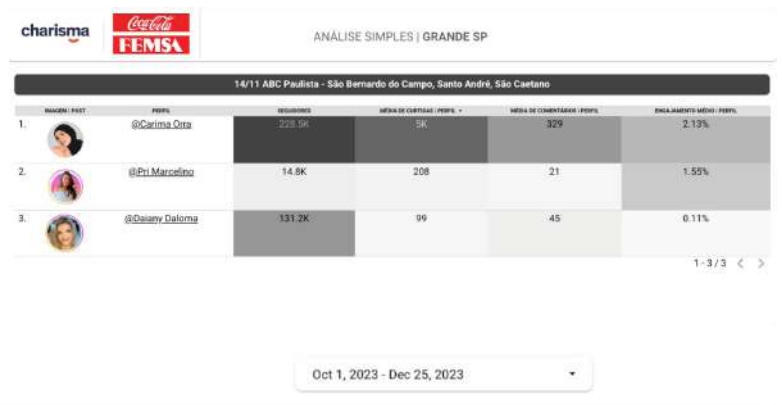 charisma
Coca-Cola
FEMSA
ANÁLISE SIMPLES | GRANDE SP
14/11 ABC Paulista - São Bernardo do Campo, Santo André, São Caetano
IMAGEM | POST PERFIL SEGUIDORES MÉDIA DE CURTIDAS | PERFIL MÉDIA DE COMENTÁRIOS | PERFIL ENGAJAMENTO MÉDIO | PERFIL
1. @Carima Orra 228.5K 5K 329 2.13%
2. @Pri Marcelino 14.8K 208 21 1.55%
3. @Daiany Daloma 131.2K 99 45 0.11%
1 - 3 / 3
Oct 1, 2023 - Dec 25, 2023